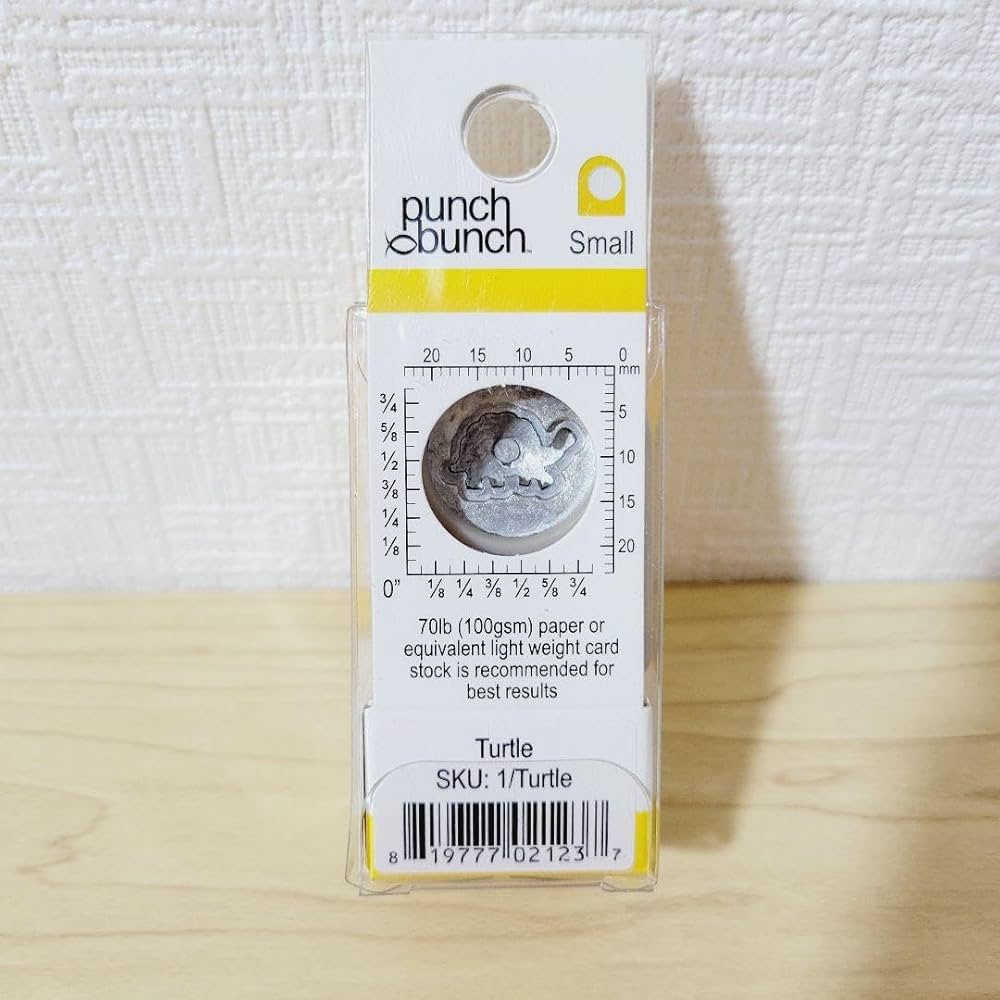 punch
bunch™
Small
20 15 10 5 0
mm
3/4
5/8
1/2
3/8
1/4
1/8
0"
5
10
15
20
1/8 1/4 3/8 1/2 5/8 3/4
70lb (100gsm) paper or
equivalent light weight card
stock is recommended for
best results
Turtle
SKU: 1/Turtle
8 19777 02123 7